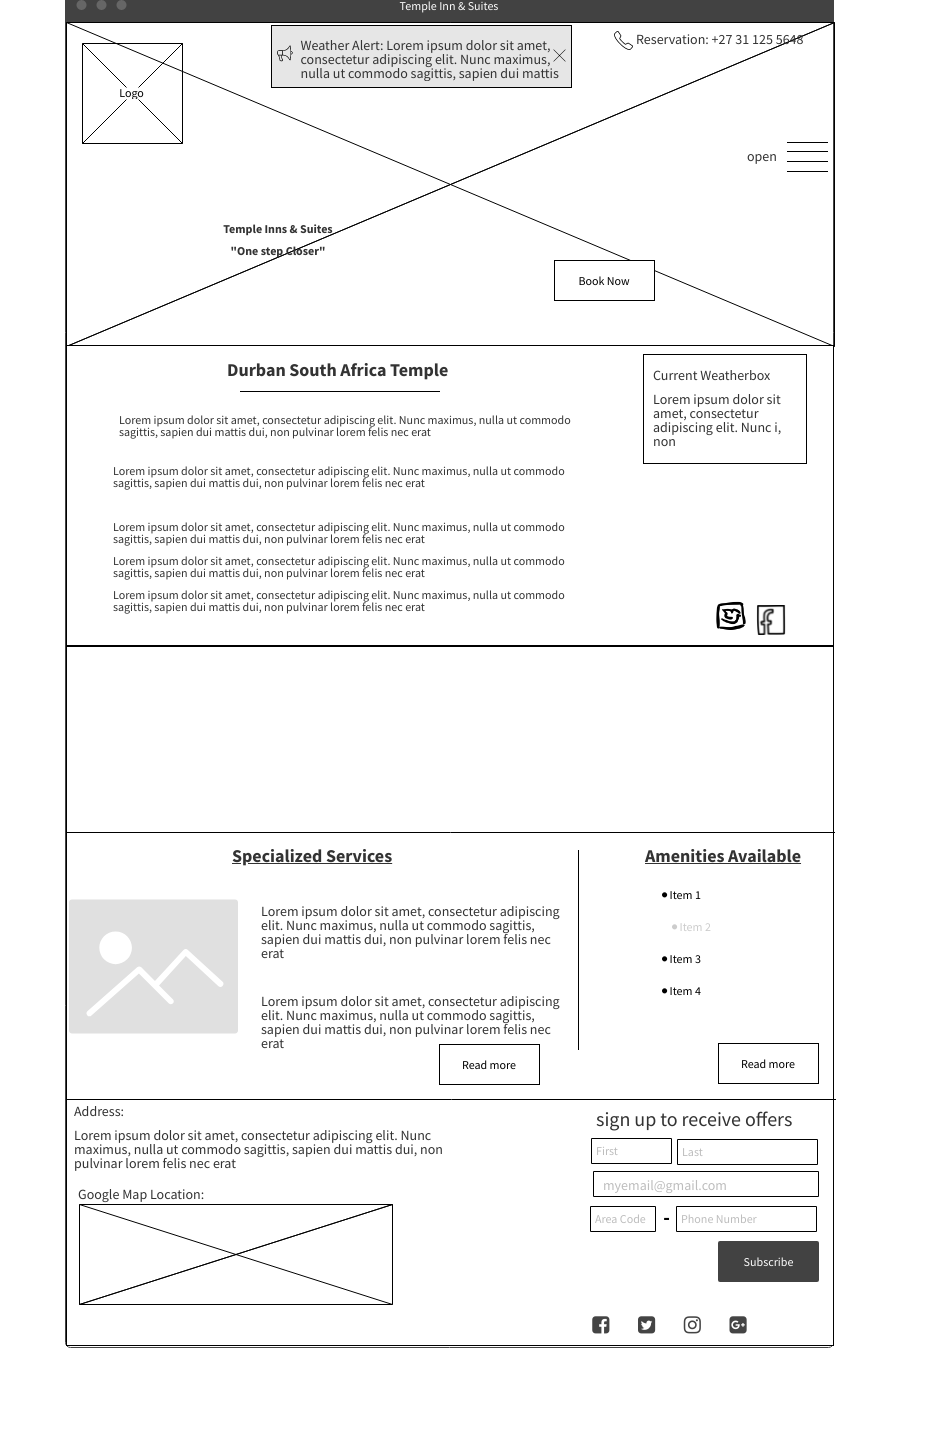 Temple Inn & Suites
Weather Alert: Lorem ipsum dolor sit amet,
consectetur adipiscing elit. Nunc maximus,
nulla ut commodo sagittis, sapien dui mattis
Reservation: +27 31 125 5648
Logo
open
Temple Inns & Suites
"One step Closer"
Book Now
Durban South Africa Temple
Lorem ipsum dolor sit amet, consectetur adipiscing elit. Nunc maximus, nulla ut commodo
sagittis, sapien dui mattis dui, non pulvinar lorem felis nec erat
Lorem ipsum dolor sit amet, consectetur adipiscing elit. Nunc maximus, nulla ut commodo
sagittis, sapien dui mattis dui, non pulvinar lorem felis nec erat
Lorem ipsum dolor sit amet, consectetur adipiscing elit. Nunc maximus, nulla ut commodo
sagittis, sapien dui mattis dui, non pulvinar lorem felis nec erat
Lorem ipsum dolor sit amet, consectetur adipiscing elit. Nunc maximus, nulla ut commodo
sagittis, sapien dui mattis dui, non pulvinar lorem felis nec erat
Lorem ipsum dolor sit amet, consectetur adipiscing elit. Nunc maximus, nulla ut commodo
sagittis, sapien dui mattis dui, non pulvinar lorem felis nec erat
Current Weatherbox
Lorem ipsum dolor sit
amet, consectetur
adipiscing elit. Nunc i,
non
Specialized Services
Lorem ipsum dolor sit amet, consectetur adipiscing
elit. Nunc maximus, nulla ut commodo sagittis,
sapien dui mattis dui, non pulvinar lorem felis nec
erat
Lorem ipsum dolor sit amet, consectetur adipiscing
elit. Nunc maximus, nulla ut commodo sagittis,
sapien dui mattis dui, non pulvinar lorem felis nec
erat
Read more
Amenities Available
Item 1
Item 2
Item 3
Item 4
Read more
Address:
Lorem ipsum dolor sit amet, consectetur adipiscing elit. Nunc
maximus, nulla ut commodo sagittis, sapien dui mattis dui, non
pulvinar lorem felis nec erat
Google Map Location:
sign up to receive offers
First
Last
myemail@gmail.com
Area Code - Phone Number
Subscribe